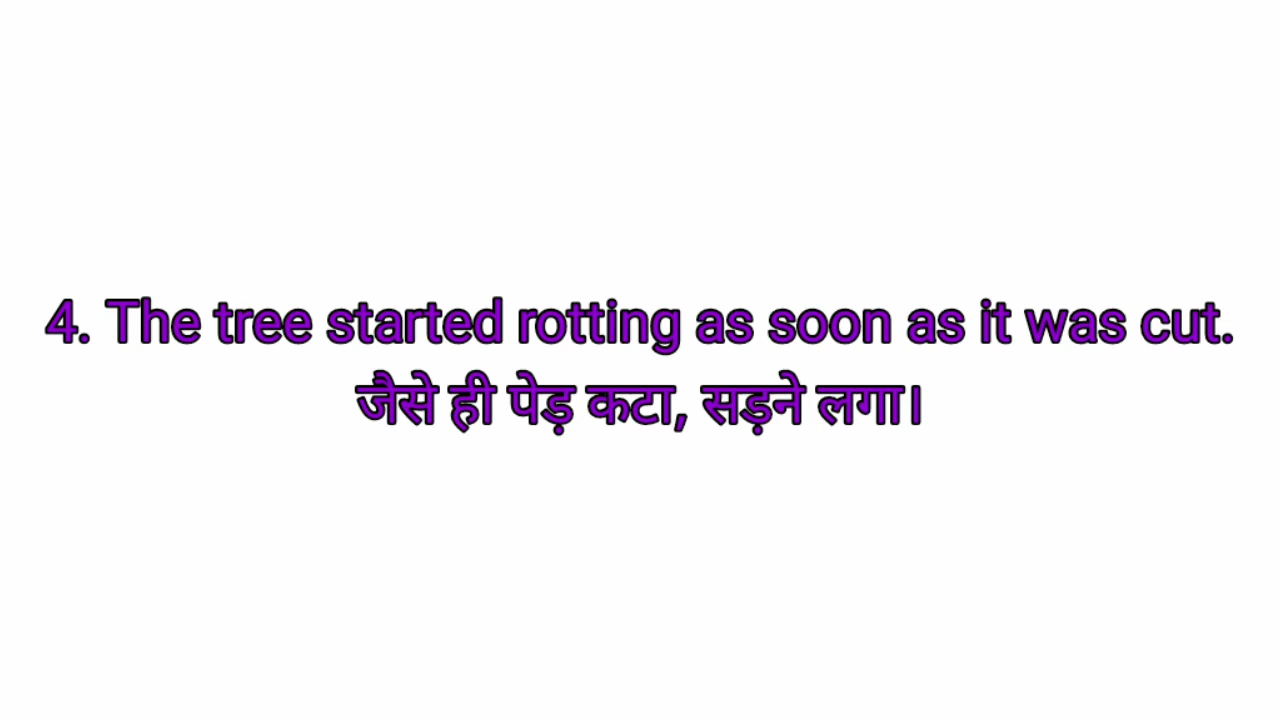 4. The tree started rotting as soon as it was cut.
जैसे ही पेड़ कटा, सड़ने लगा।